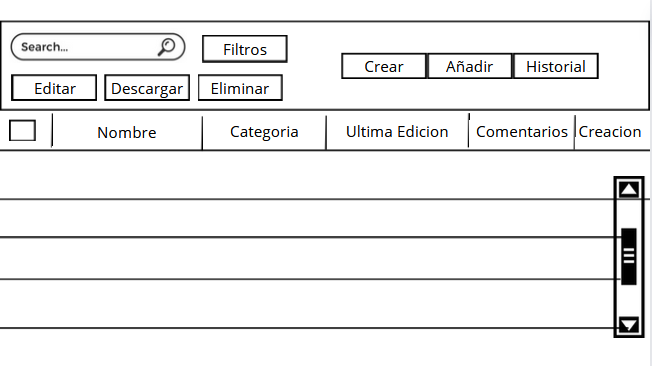 Search...
Filtros
Crear
Añadir
Historial
Editar
Descargar
Eliminar
Nombre
Categoria
Ultima Edicion
Comentarios
Creacion